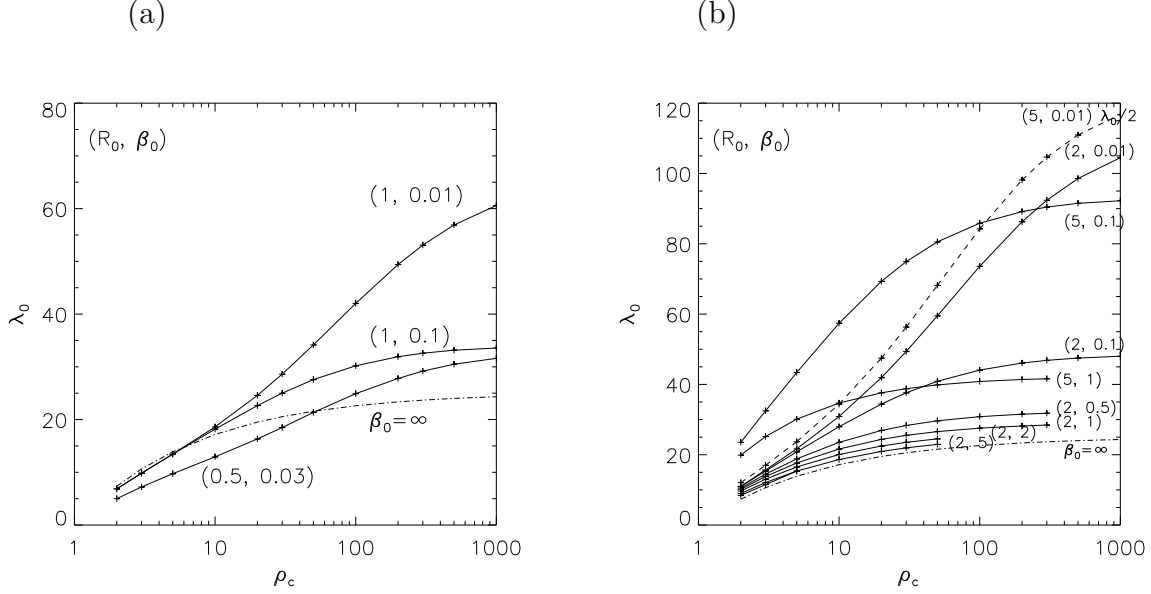 (a)
80
60
40
20
0
λ₀
(R₀, β₀)
(1, 0.01)
(1, 0.1)
β₀=∞
(0.5, 0.03)
1
10
100
1000
ρc
(b)
120
100
80
60
40
20
0
λ₀
(R₀, β₀)
(5, 0.01) λ₀/2
(2, 0.01)
(5, 0.1)
(2, 0.1)
(5, 1)
(2, 0.5)
(2, 1)
(2, 2)
(2, 5)
β₀=∞
1
10
100
1000
ρc